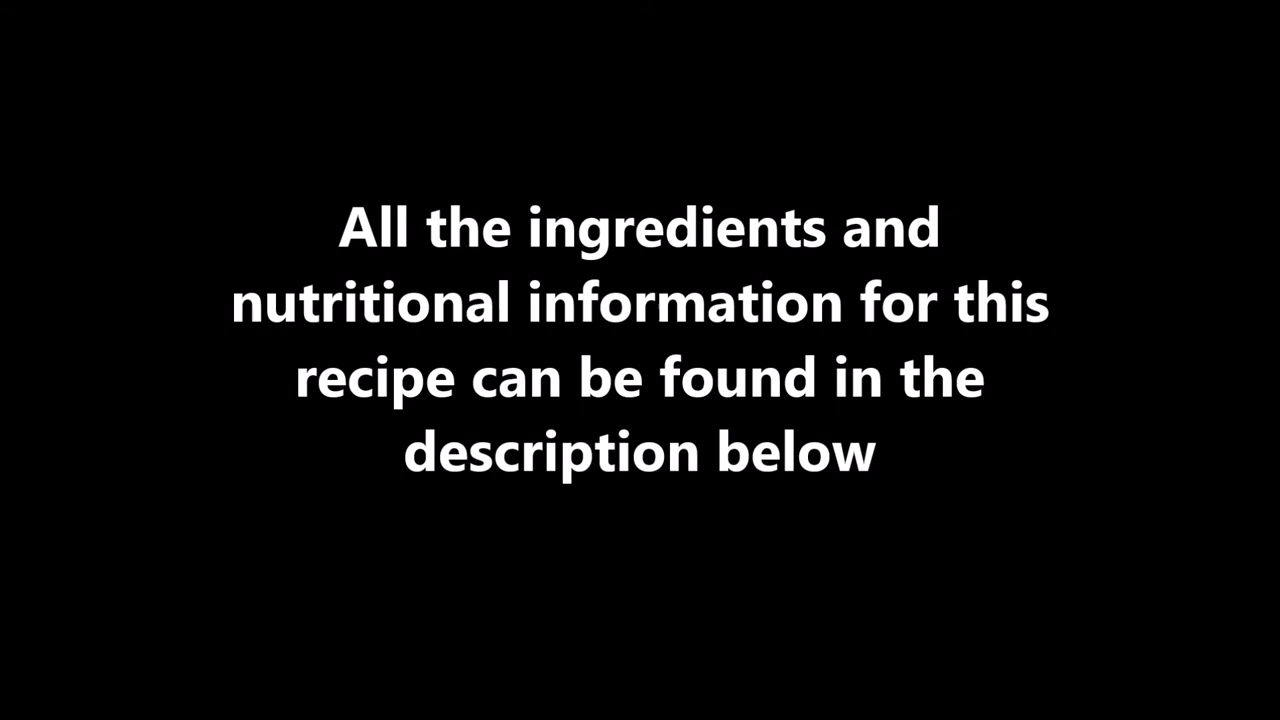 All the ingredients and
nutritional information for this
recipe can be found in the
description below